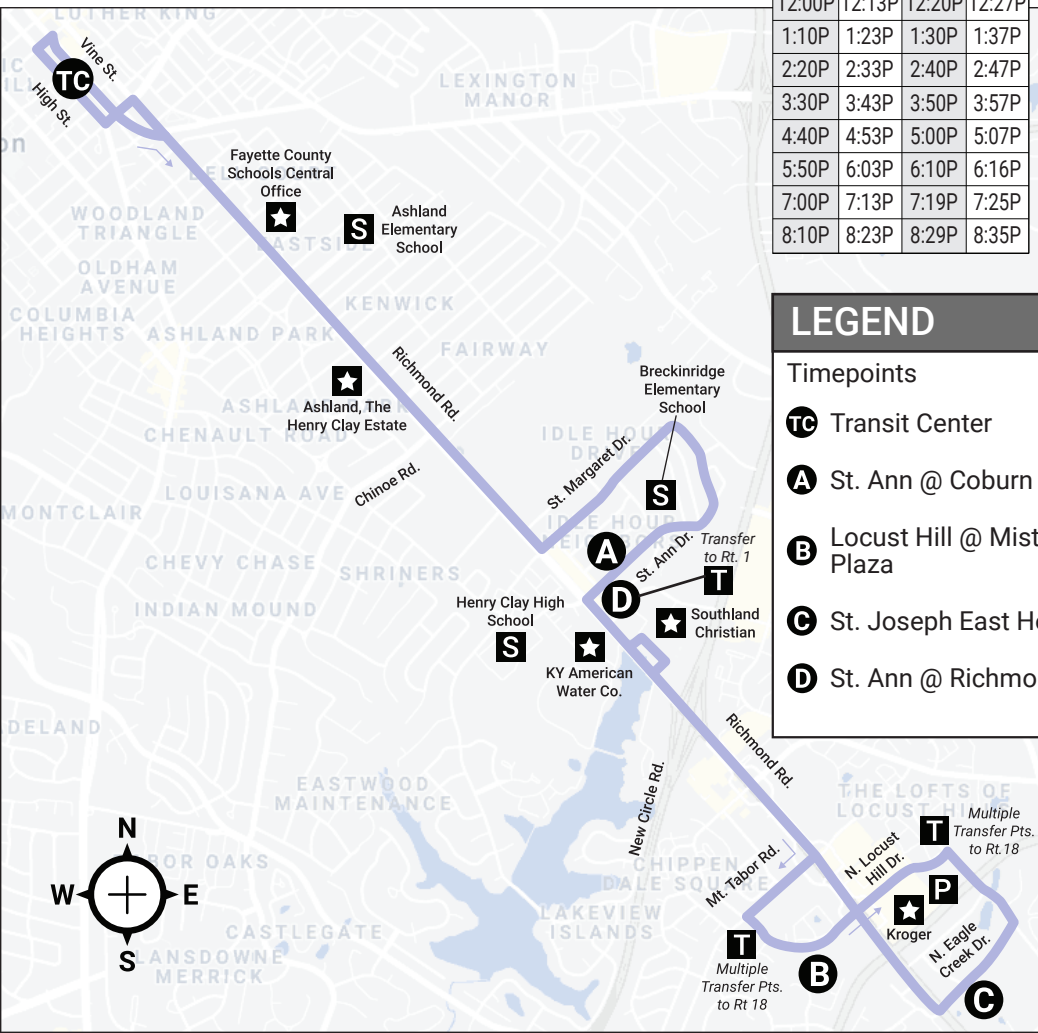 12:00P 12:13P 12:20P 12:27P
1:10P 1:23P 1:30P 1:37P
2:20P 2:33P 2:40P 2:47P
3:30P 3:43P 3:50P 3:57P
4:40P 4:53P 5:00P 5:07P
5:50P 6:03P 6:10P 6:16P
7:00P 7:13P 7:19P 7:25P
8:10P 8:23P 8:29P 8:35P
LEGEND
Timepoints
TC Transit Center
A St. Ann @ Coburn
B Locust Hill @ Mist
Plaza
C St. Joseph East
D St. Ann @
LUTHER KING
Vine St.
TC
High St.
LEXINGTON
MANOR
Fayette County
Schools Central
Office
S
Ashland
Elementary
School
WOODLAND
TRIANGLE
EASTSIDE
OLDHAM
AVENUE
COLUMBIA
HEIGHTS
ASHLAND PARK
KENWICK
FAIRWAY
Richmond Rd.
Ashland, The
Henry Clay Estate
CHENAULT ROAD
Chinoe Rd.
LOUISANA AVE
MONTCLAIR
CHEVY CHASE
SHRINERS
INDIAN MOUND
Breckinridge
Elementary
School
S
IDLE HOUR
DRIVE
St. Margaret Dr.
IDLE HOUR
NEIGHBORS
A
St. Ann Dr.
Transfer
to Rt. 1
T
D
Southland
Christian
Henry Clay High
School
S
KY American
Water Co.
Richmond Rd.
New Circle Rd.
EASTWOOD
MAINTENANCE
THE LOFTS OF
LOCUST HILL
Multiple
Transfer Pts.
to Rt.18
T
N. Locust
Hill Dr.
P
Kroger
N. Eagle
Creek Dr.
C
CHIPPEN
DALE SQUARE
Mt. Tabor Rd.
T
Multiple
Transfer Pts.
to Rt 18
B
LAKEVIEW
ISLANDS
CASTLEGATE
LANSDOWNE
MERRICK
N
W E
S